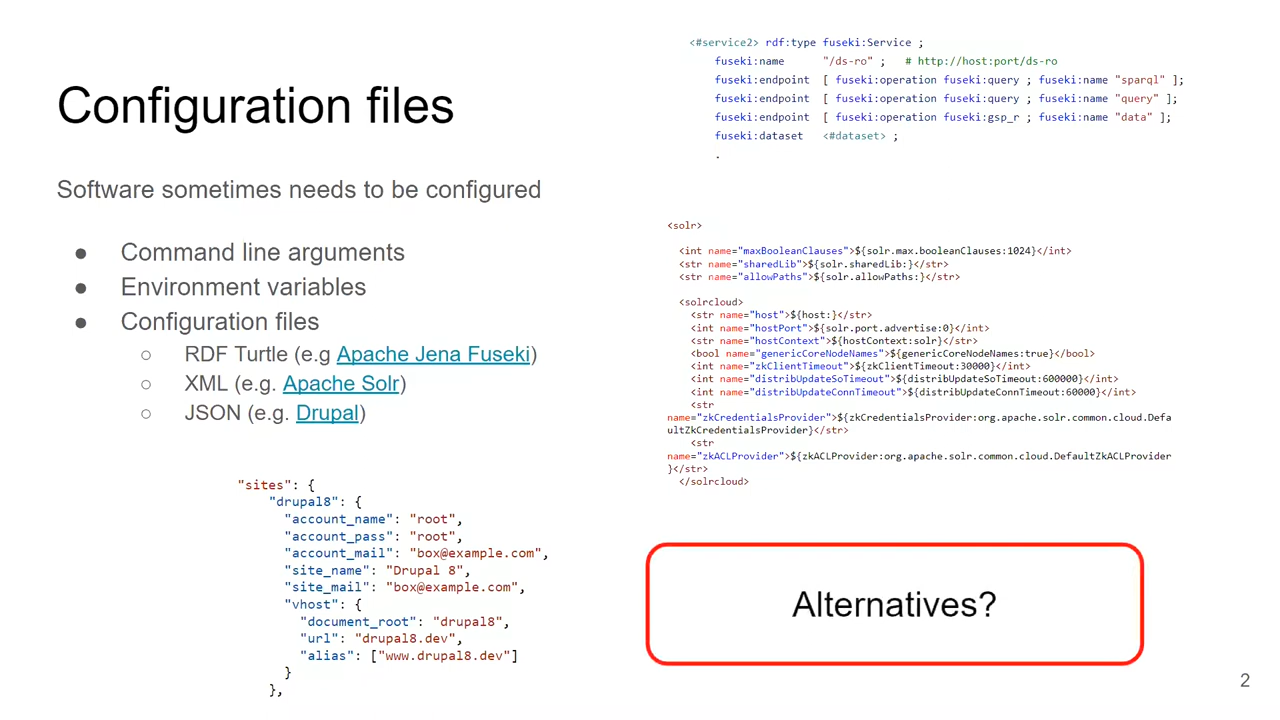 Configuration files
Software sometimes needs to be configured
● Command line arguments
● Environment variables
● Configuration files
○ RDF Turtle (e.g Apache Jena Fuseki)
○ XML (e.g. Apache Solr)
○ JSON (e.g. Drupal)
"sites": {
"drupal8": {
"account_name": "root",
"account_pass": "root",
"account_mail": "box@example.com",
"site_name": "Drupal 8",
"site_mail": "box@example.com",
"vhost": {
"document_root": "drupal8",
"url": "drupal8.dev",
"alias": ["www.drupal8.dev"]
}
},
<#service2> rdf:type fuseki:Service ;
fuseki:name "/ds-ro" ; # http://host:port/ds-ro
fuseki:endpoint [ fuseki:operation fuseki:query ; fuseki:name "sparql" ];
fuseki:endpoint [ fuseki:operation fuseki:query ; fuseki:name "query" ];
fuseki:endpoint [ fuseki:operation fuseki:gsp_r ; fuseki:name "data" ];
fuseki:dataset <#dataset> ;
.
<solr>
<int name="maxBooleanClauses">${solr.max.booleanClauses:1024}</int>
<str name="sharedLib">${solr.sharedLib:}</str>
<str name="allowPaths">${solr.allowPaths:}</str>
<solrcloud>
<str name="host">${host:}</str>
<int name="hostPort">${solr.port.advertise:0}</int>
<str name="hostContext">${hostContext:solr}</str>
<bool name="genericCoreNodeNames">${genericCoreNodeNames:true}</bool>
<int name="zkClientTimeout">${zkClientTimeout:30000}</int>
<int name="distribUpdateSoTimeout">${distribUpdateSoTimeout:600000}</int>
<int name="distribUpdateConnTimeout">${distribUpdateConnTimeout:60000}</int>
<str
name="zkCredentialsProvider">${zkCredentialsProvider:org.apache.solr.common.cloud.Defa
ultZkCredentialsProvider}</str>
<str
name="zkACLProvider">${zkACLProvider:org.apache.solr.common.cloud.DefaultZkACLProvider
}</str>
</solrcloud>
Alternatives?
2